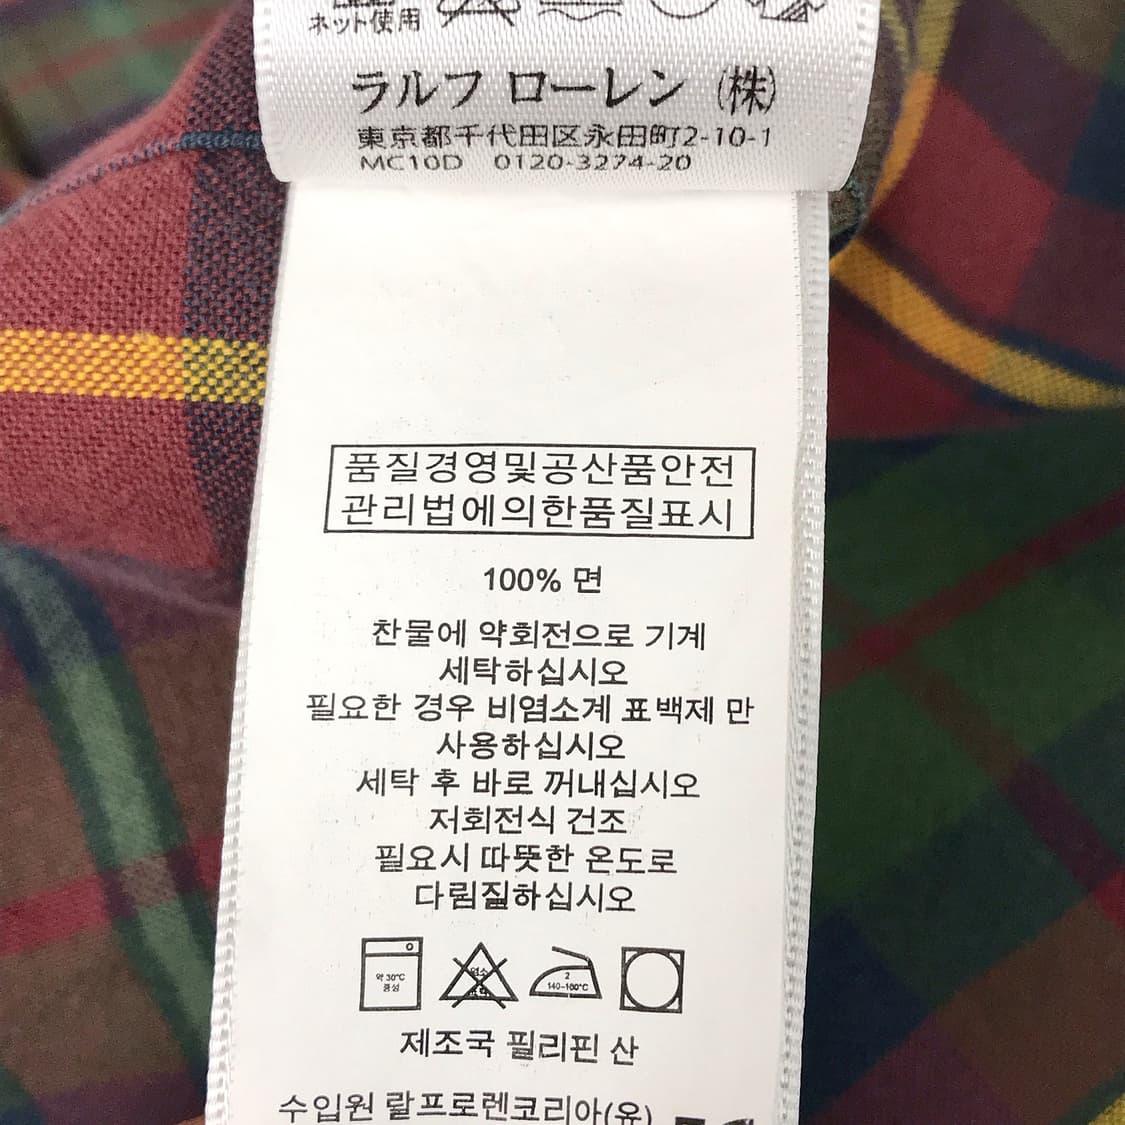 ネット使用
ラルフ ローレン (株)
東京都千代田区永田町2-10-1
MC10D 0120-3274-20
품질경영및공산품안전
관리법에의한품질표시
100% 면
찬물에 약회전으로 기계
세탁하십시오
필요한 경우 비염소계 표백제 만
사용하십시오
세탁 후 바로 꺼내십시오
저회전식 건조
필요시 따뜻한 온도로
다림질하십시오
약 30°C
중성
염소
표백
2
140-160°C
제조국 필리핀 산
수입원 랄프로렌코리아(유)